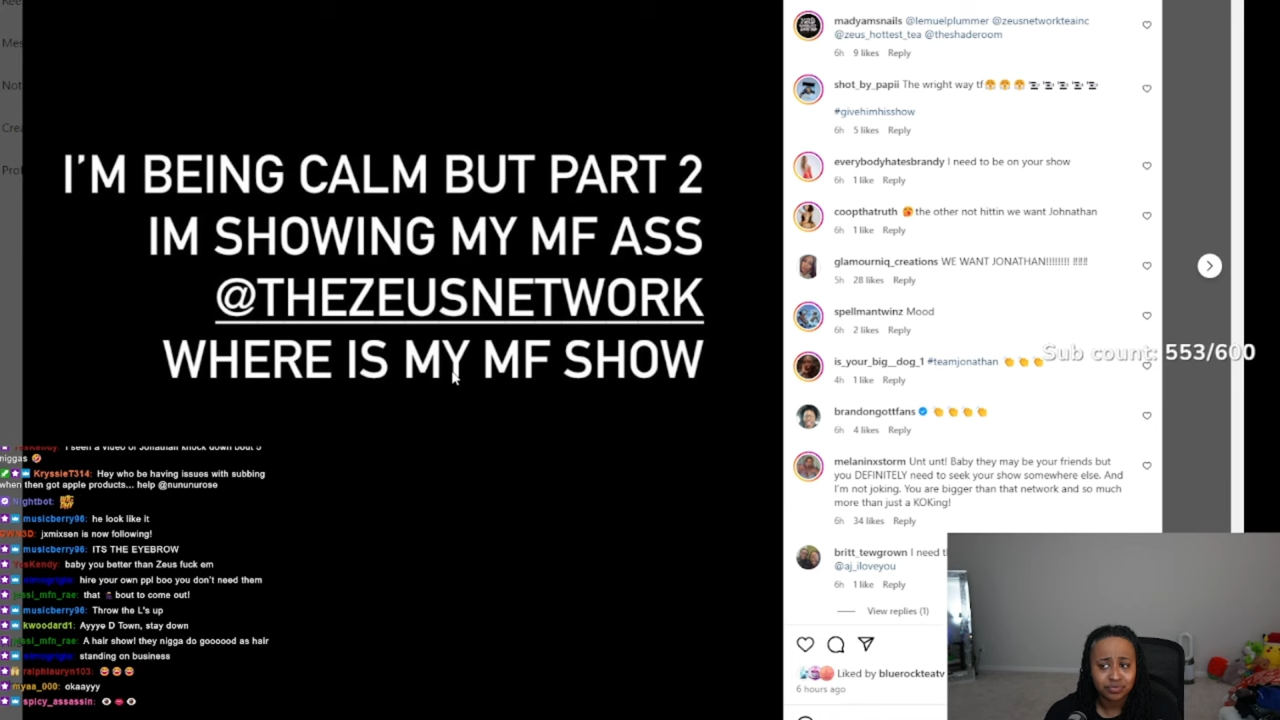 I'M BEING CALM BUT PART 2
IM SHOWING MY MF ASS
@THEZEUSNETWORK
WHERE IS MY MF SHOW
madyamsnails @lemuelplummer @zeusnetworkteainc
@zeus_hottest_tea @theshaderoom
6h 9 likes Reply
shot_by_papii The wright way tf😤😤😤
#givehimhisshow
6h 5 likes Reply
everybodyhatesbrandy I need to be on your show
6h 1 like Reply
coopthatruth the other not hittin we want Johnathan
6h 1 like Reply
glamourniq_creations WE WANT JONATHAN!!!!!!!! !!!!!!
5h 28 likes Reply
spellmantwinz Mood
6h 2 likes Reply
is_your_big__dog_1 #teamjonathan 👏👏👏
4h 1 like Reply
brandongottfans 👏👏👏👏
6h 4 likes Reply
melaninxstorm Unt unt! Baby they may be your friends but
you DEFINITELY need to seek your show somewhere else. And
I'm not joking. You are bigger than that network and so much
more than just a KOKing!
6h 34 likes Reply
britt_tewgrown I need
@aj_iloveyou
6h 1 like Reply
View replies (1)
Liked by bluerockteatv
6 hours ago
Sub count: 553/600
niggas
KryssieT314: Hey who be having issues with subbing
when then got apple products... help @nunununurose
Nightbot:
musicberry96: he look like it
jxmixsen is now following!
musicberry96: ITS THE EYEBROW
baby you better than Zeus fuck em
hire your own ppl boo you don't need them
that bout to come out!
musicberry96: Throw the L's up
kwoodard1: Ayyye D Town, stay down
A hair show! they nigga do goooood as hair
standing on business
ralphlauryn103:
myaa_000: okaayyy
spicy_assassin: 👁👄👁